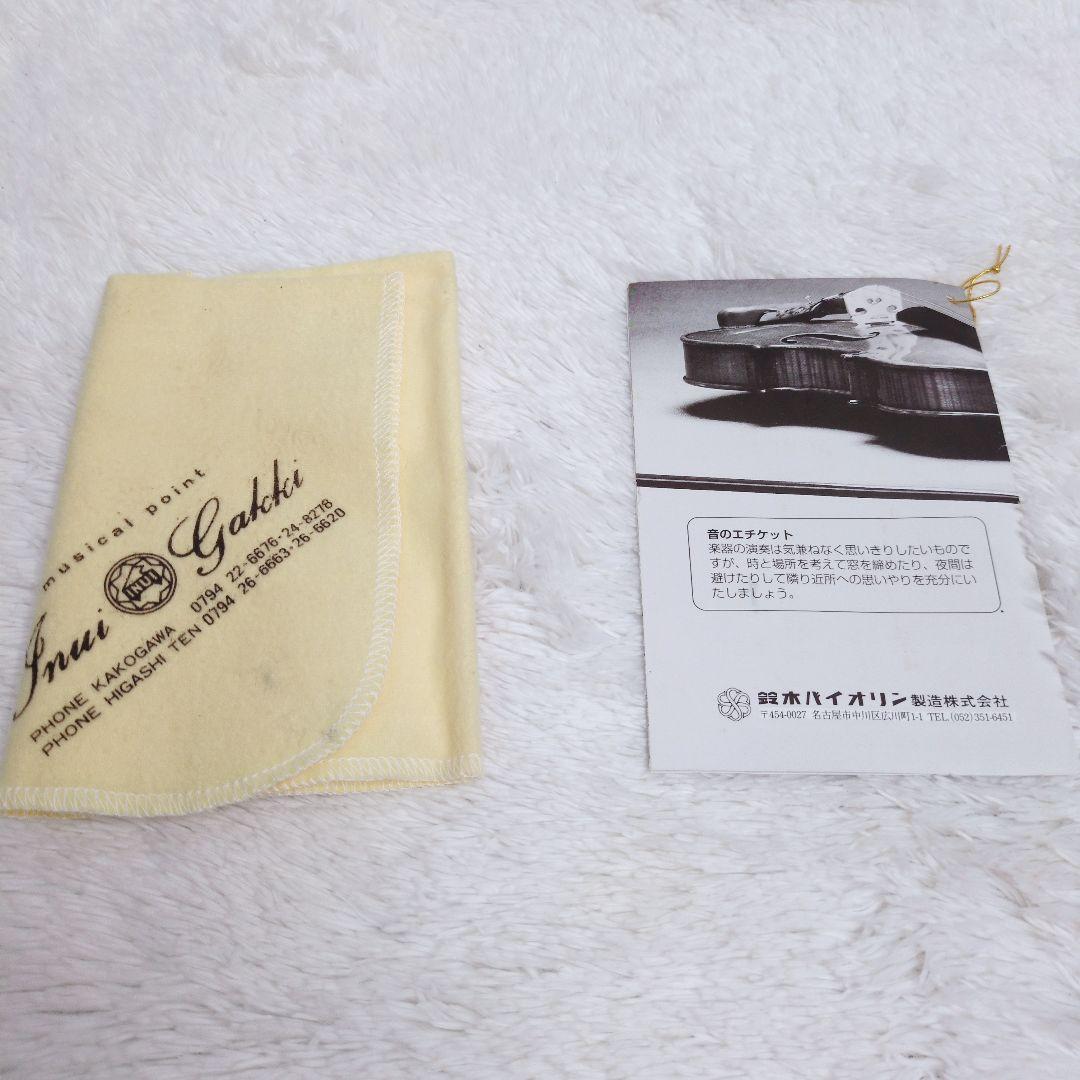 musical point
Inui Gakki
INUI
PHONE KAKOGAWA 0794 22-6676·24-8278
PHONE HIGASHI TEN 0794 26-6663·26-6620
音のエチケット
楽器の演奏は気兼ねなく思いきりしたいもので
すが、時と場所を考えて窓を締めたり、夜間は
避けたりして隣り近所への思いやりを充分にい
たしましょう。
鈴木バイオリン製造株式会社
〒454-0027 名古屋市中川区広川町1-1 TEL.(052)351-6451